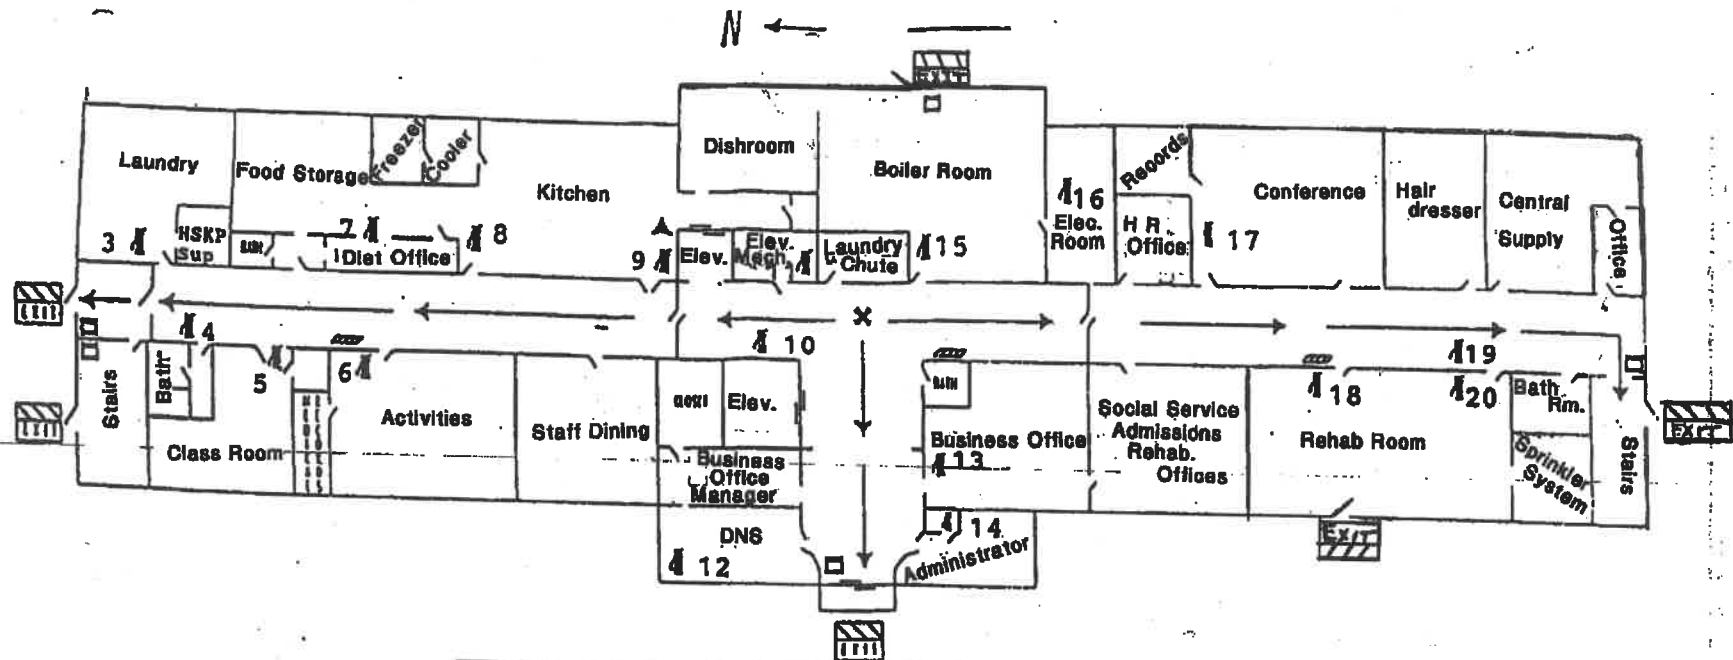 N
EXIT
Laundry
Food Storage
Freezer
Cooler
Kitchen
Dishroom
Boiler Room
Records
Conference
Hair
dresser
Central
Supply
Office
3
HSKP
Sup
7
Diet Office
8
9
Elev.
Elev.
Mech.
Laundry
Chute
15
16
Elec.
Room
H R
Office
17
EXIT
X
4
5
6
10
18
19
20
Stairs
Bath
Class Room
Activities
Staff Dining
Elev.
Business
Office
Manager
BATH
Business Office
13
Social Service
Admissions
Rehab.
Offices
Rehab Room
Bath
Rm.
Sprinkler
System
Stairs
EXIT
EXIT
EXIT
DNS
12
14
Administrator
EXIT